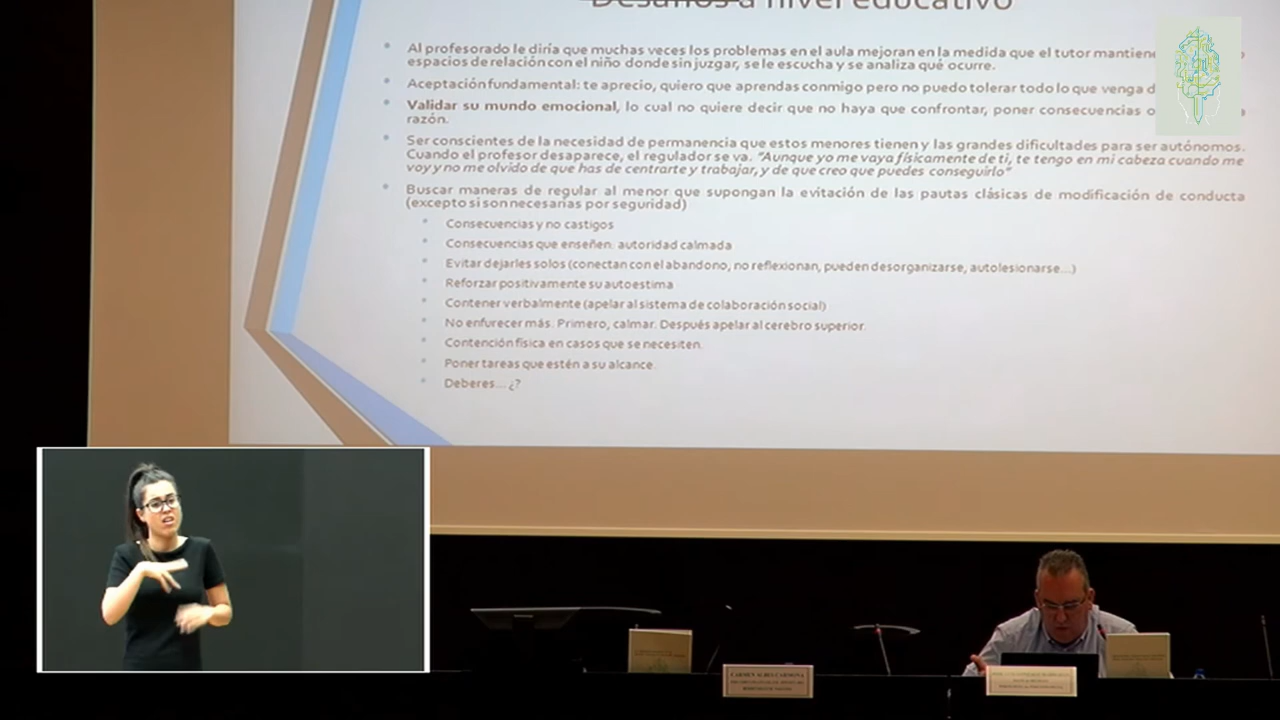 Desafíos a nivel educativo
Al profesorado le diría que muchas veces los problemas en el aula mejoran en la medida que el tutor mantiene
espacios de relación con el niño donde sin juzgar, se le escucha y se analiza qué ocurre.
Aceptación fundamental: te aprecio, quiero que aprendas conmigo pero no puedo tolerar todo lo que venga d
Validar su mundo emocional, lo cual no quiere decir que no haya que confrontar, poner consecuencias o
razón.
Ser conscientes de la necesidad de permanencia que estos menores tienen y las grandes dificultades para ser autónomos.
Cuando el profesor desaparece, el regulador se va. "Aunque yo me vaya físicamente de ti, te tengo en mi cabeza cuando me
voy y no me olvido de que has de centrarte y trabajar, y de que creo que puedes conseguirlo"
Buscar maneras de regular al menor que supongan la evitación de las pautas clásicas de modificación de conducta
(excepto si son necesarias por seguridad)
Consecuencias y no castigos
Consecuencias que enseñen: autoridad calmada
Evitar dejarles solos (conectan con el abandono, no reflexionan, pueden desorganizarse, autolesionarse...)
Reforzar positivamente su autoestima
Contener verbalmente (apelar al sistema de colaboración social)
No enfurecer más. Primero, calmar. Después apelar al cerebro superior.
Contención física en casos que se necesiten.
Poner tareas que estén a su alcance.
Deberes... ¿?